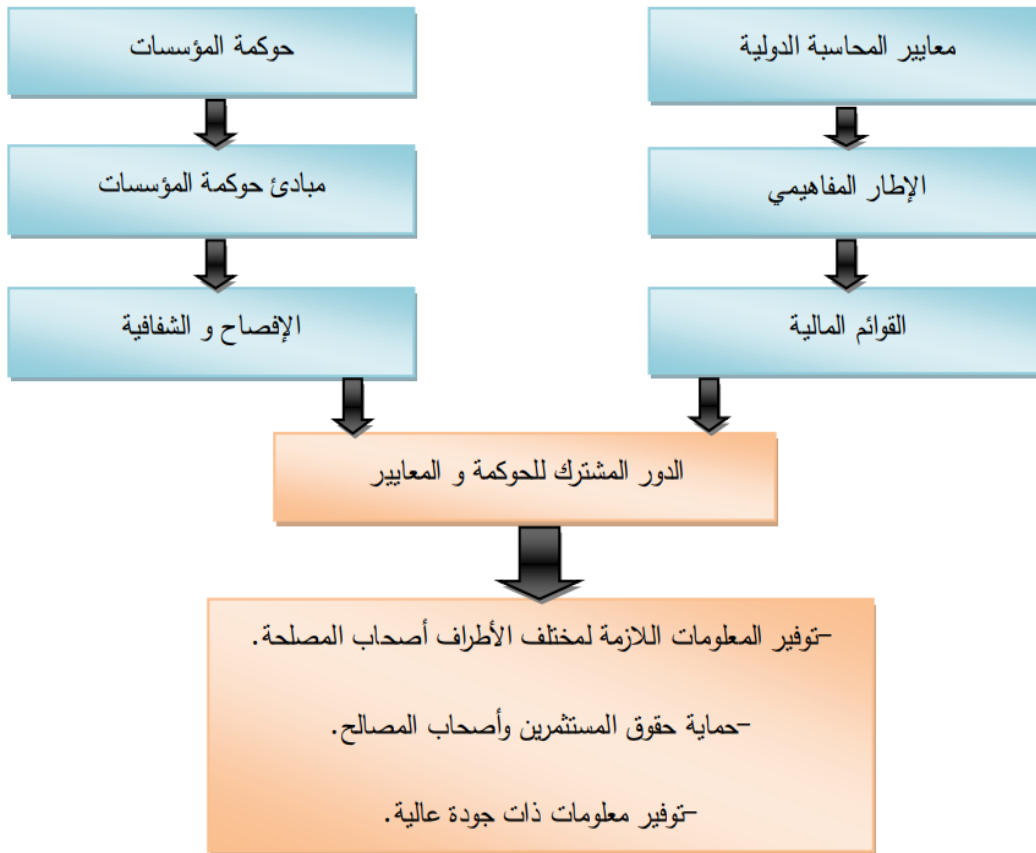 معايير المحاسبة الدولية
حوكمة المؤسسات
الإطار المفاهيمي
مبادئ حوكمة المؤسسات
القوائم المالية
الإفصاح و الشفافية
الدور المشترك للحوكمة و المعايير
-توفير المعلومات اللازمة لمختلف الأطراف أصحاب المصلحة.
-حماية حقوق المستثمرين وأصحاب المصالح.
-توفير معلومات ذات جودة عالية.